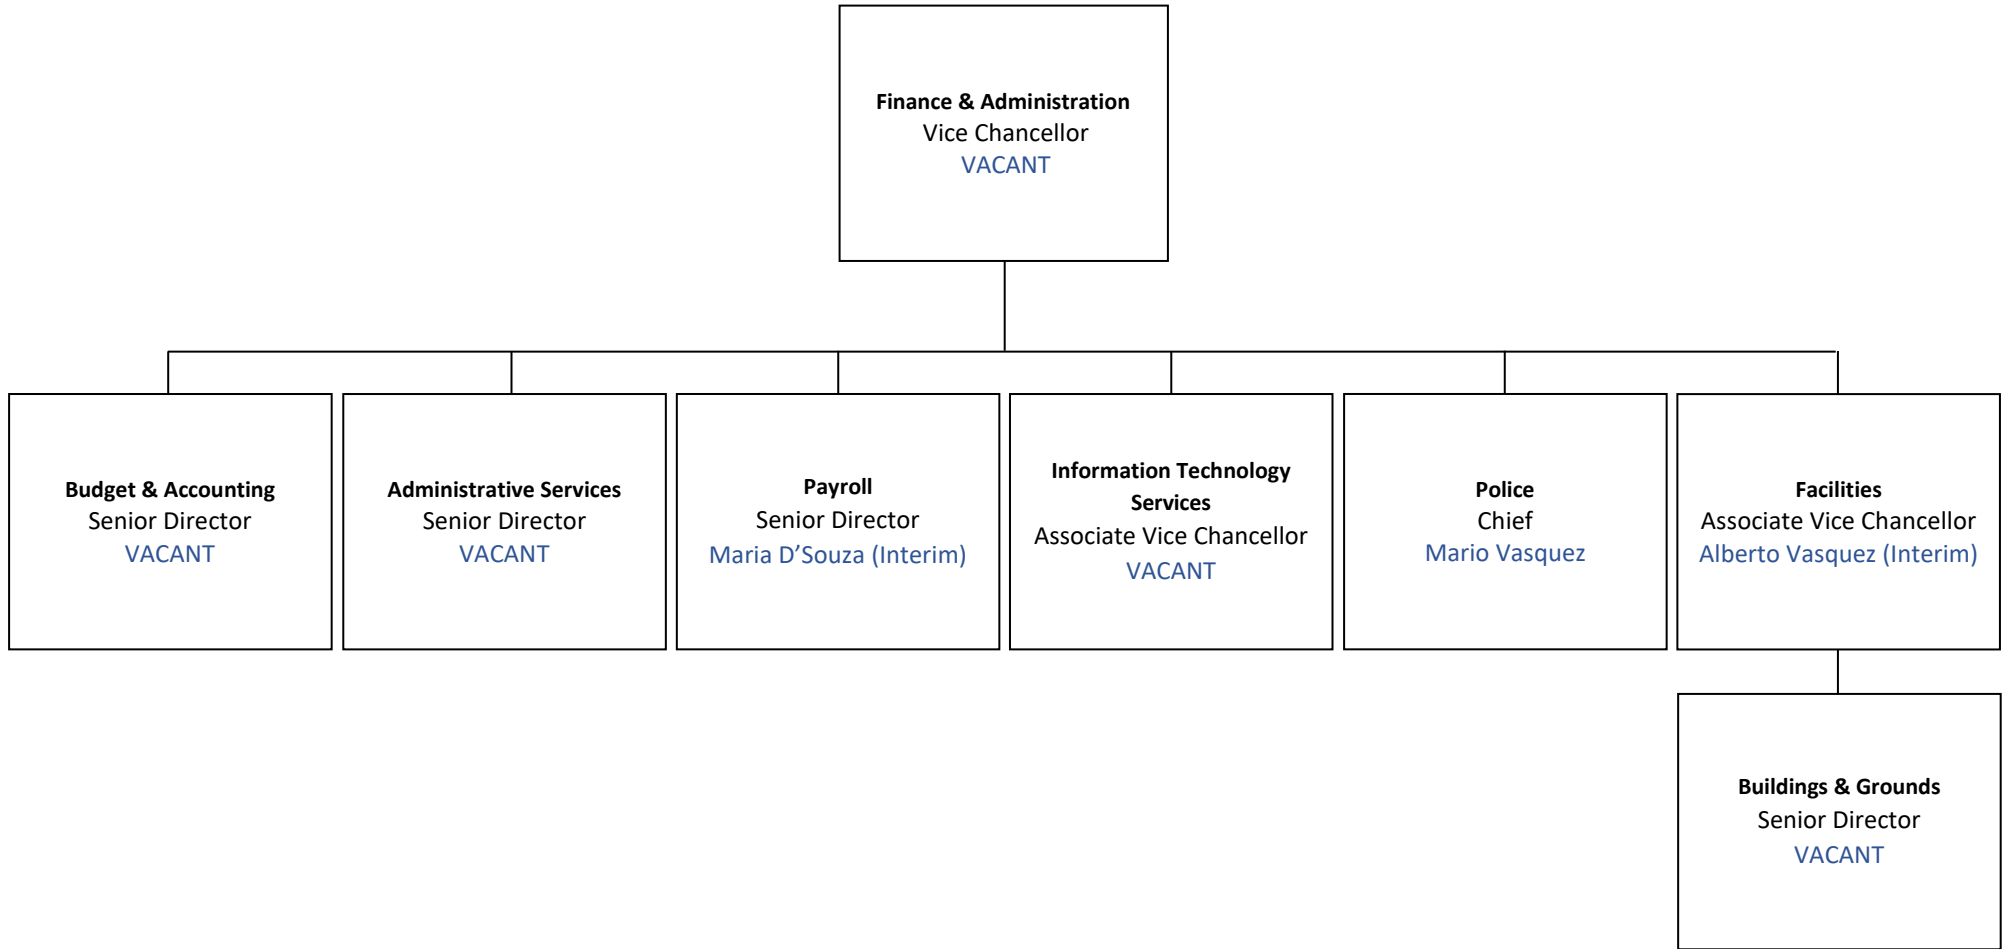 Finance & Administration
Vice Chancellor
VACANT
Budget & Accounting
Senior Director
VACANT
Administrative Services
Senior Director
VACANT
Payroll
Senior Director
Maria D’Souza (Interim)
Information Technology
Services
Associate Vice Chancellor
VACANT
Police
Chief
Mario Vasquez
Facilities
Associate Vice Chancellor
Alberto Vasquez (Interim)
Buildings & Grounds
Senior Director
VACANT